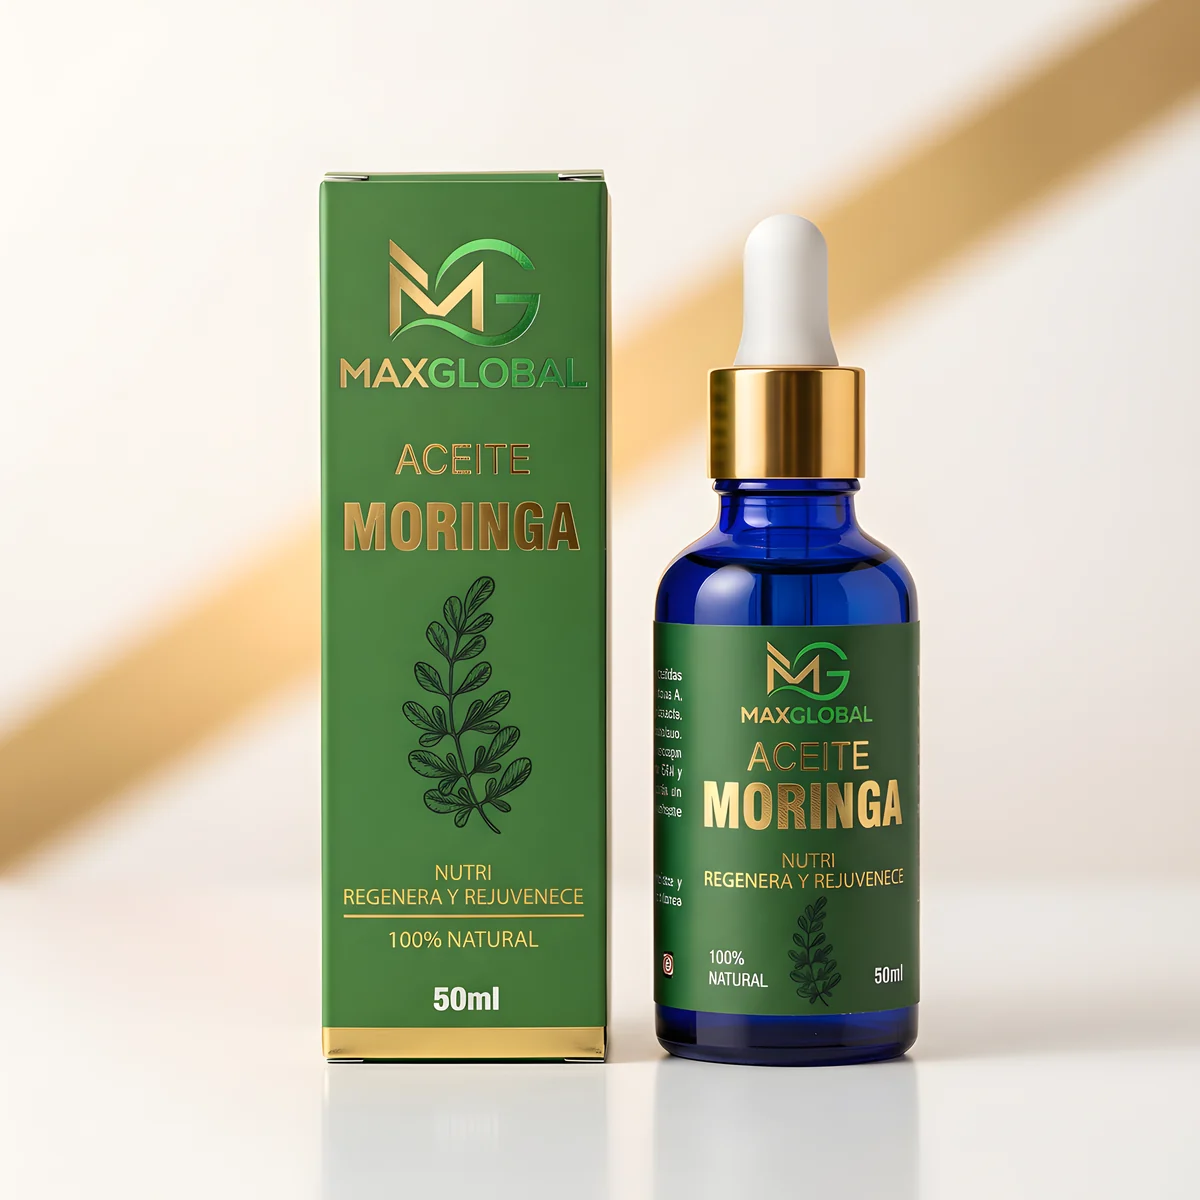 MG
MAXGLOBAL
ACEITE
MORINGA
NUTRI
REGENERA Y REJUVENECE
100% NATURAL
50ml
MG
MAXGLOBAL
ACEITE
MORINGA
NUTRI
REGENERA Y REJUVENECE
100%
NATURAL
50ml